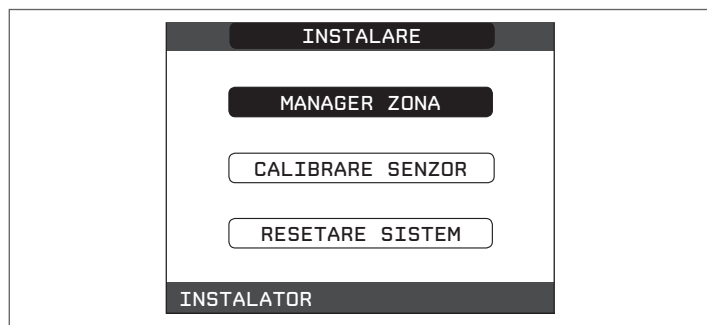 INSTALARE
MANAGER ZONA
CALIBRARE SENZOR
RESETARE SISTEM
INSTALATOR